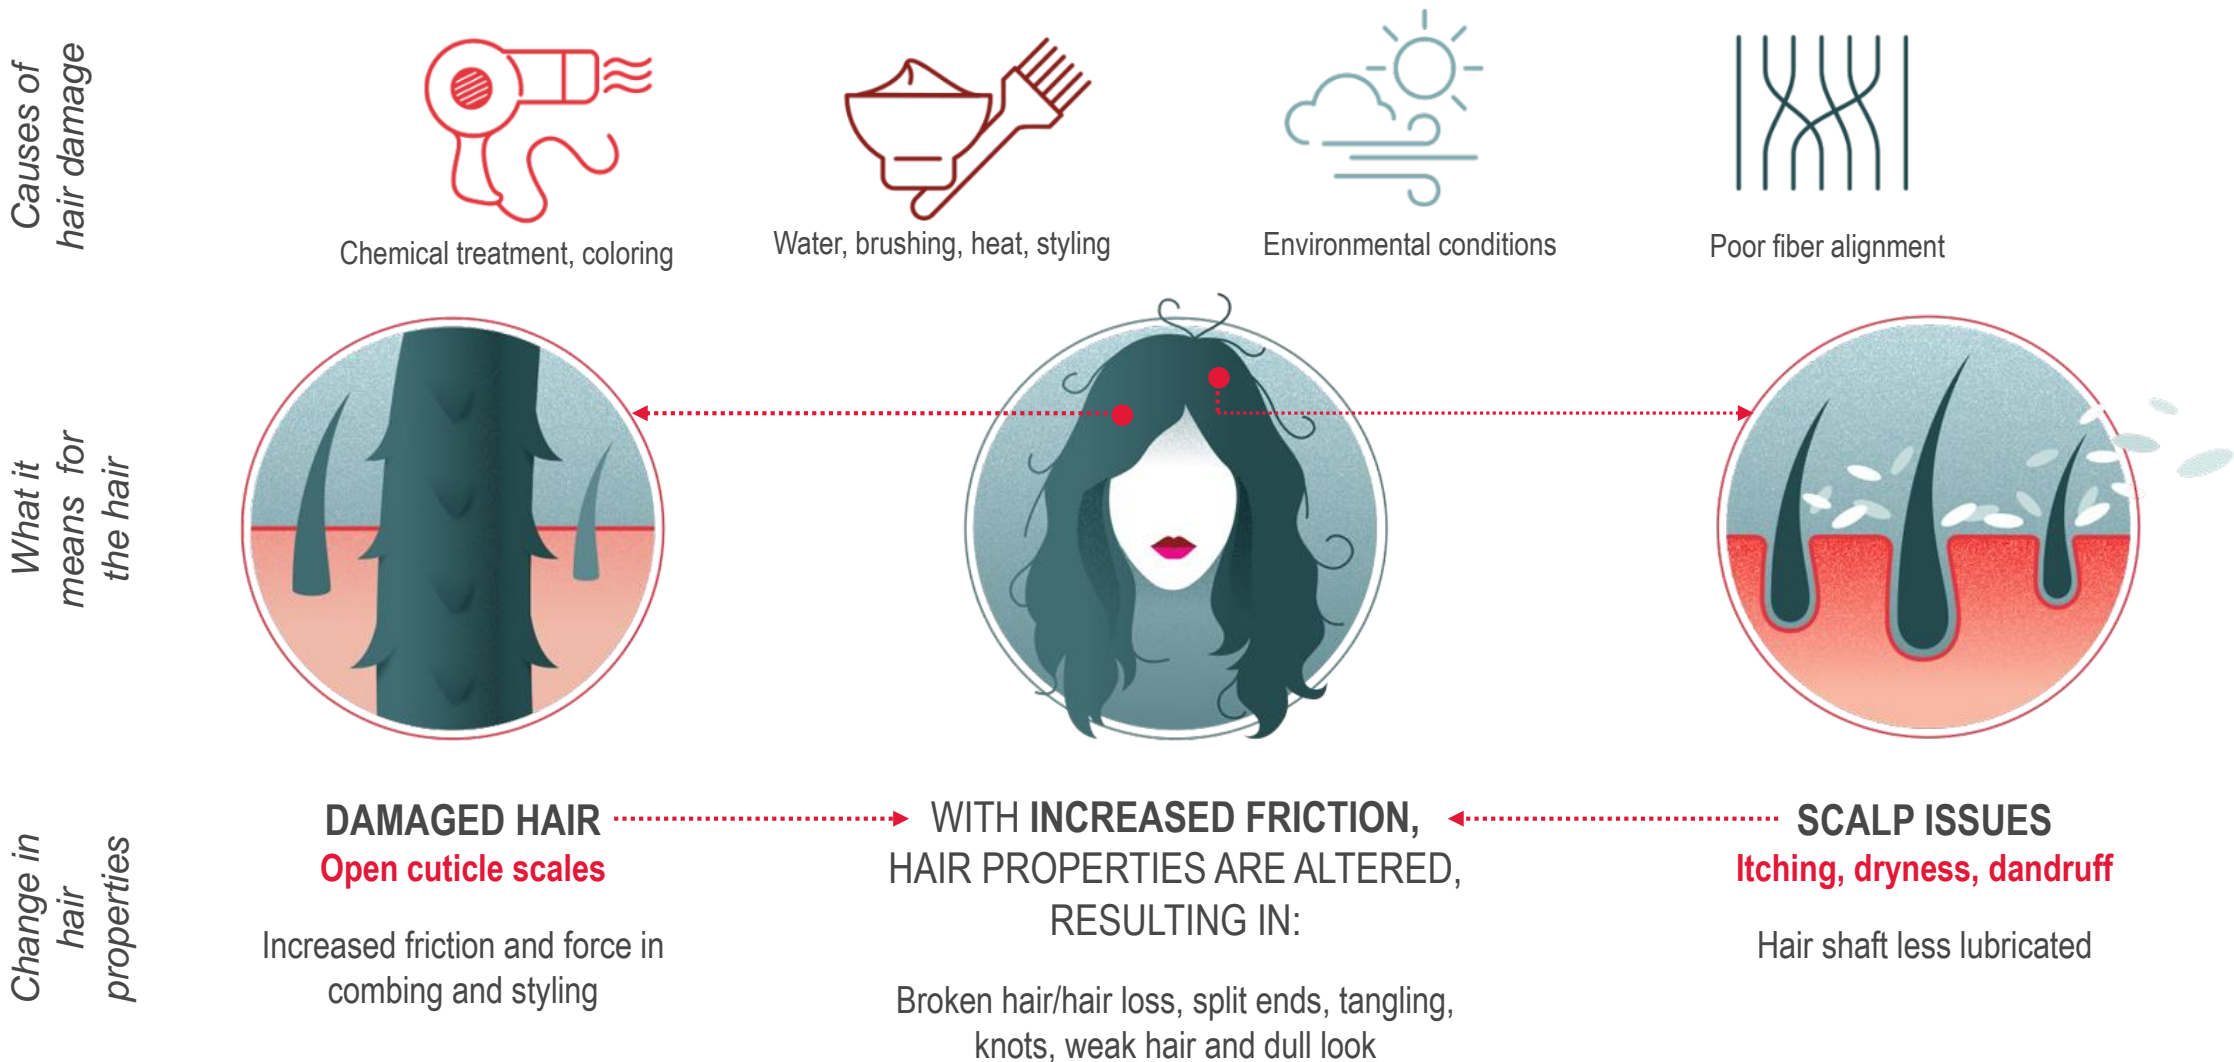 Causes of
hair damage
Chemical treatment, coloring
Water, brushing, heat, styling
Environmental conditions
Poor fiber alignment
What it
means for
the hair
Change in
hair
properties
DAMAGED HAIR
Open cuticle scales
Increased friction and force in
combing and styling
WITH INCREASED FRICTION,
HAIR PROPERTIES ARE ALTERED,
RESULTING IN:
Broken hair/hair loss, split ends, tangling,
knots, weak hair and dull look
SCALP ISSUES
Itching, dryness, dandruff
Hair shaft less lubricated